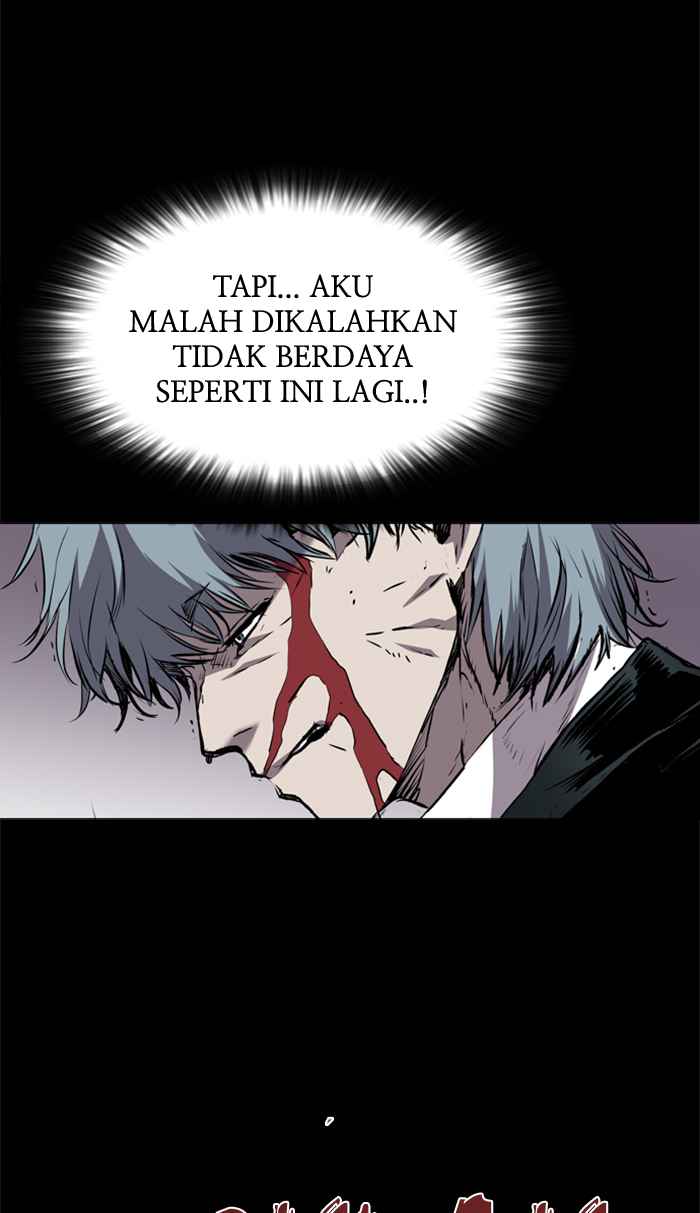 TAPI... AKU
MALAH DIKALAHKAN
TIDAK BERDAYA
SEPERTI INI LAGI..!